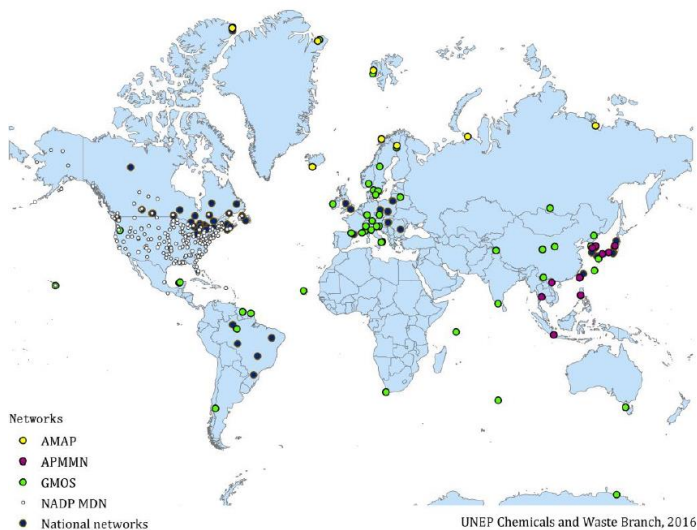 Networks
AMAP
APMMN
GMOS
NADP MDN
National networks
UNEP Chemicals and Waste Branch, 2016